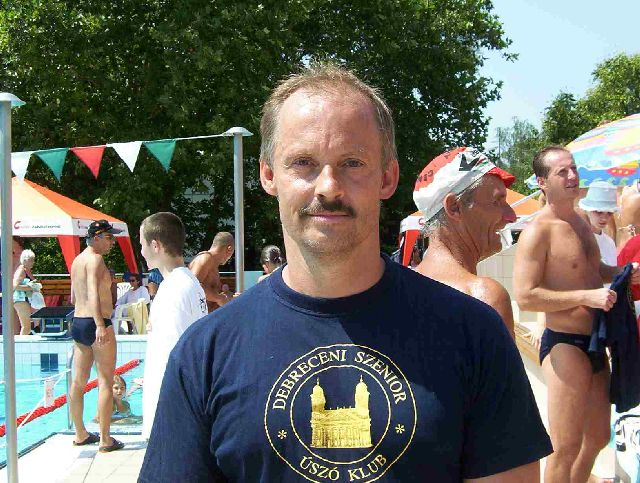 DEBRECENI SZENIOR
ÚSZÓ KLUB